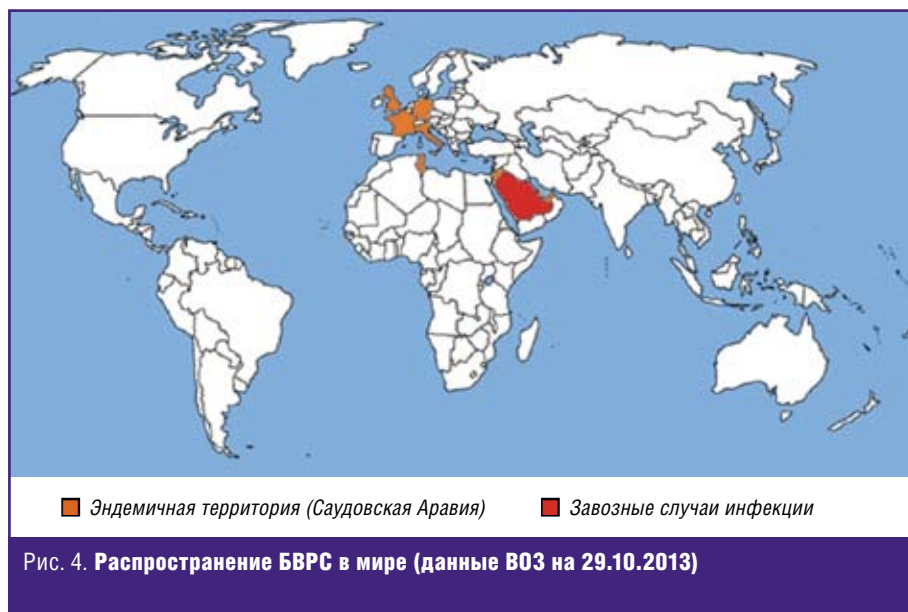 Эндемичная территория (Саудовская Аравия) Завозные случаи инфекции
Рис. 4. Распространение БВРС в мире (данные ВОЗ на 29.10.2013)